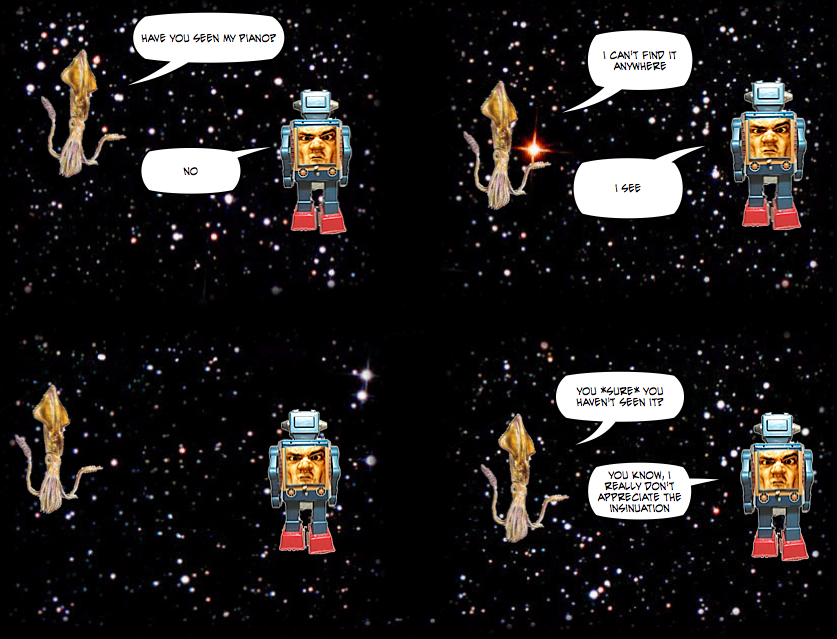 HAVE YOU SEEN MY PIANO?
NO
I CAN'T FIND IT
ANYWHERE
I SEE
YOU *SURE* YOU
HAVEN'T SEEN IT?
YOU KNOW, I
REALLY DON'T
APPRECIATE THE
INSINUATION